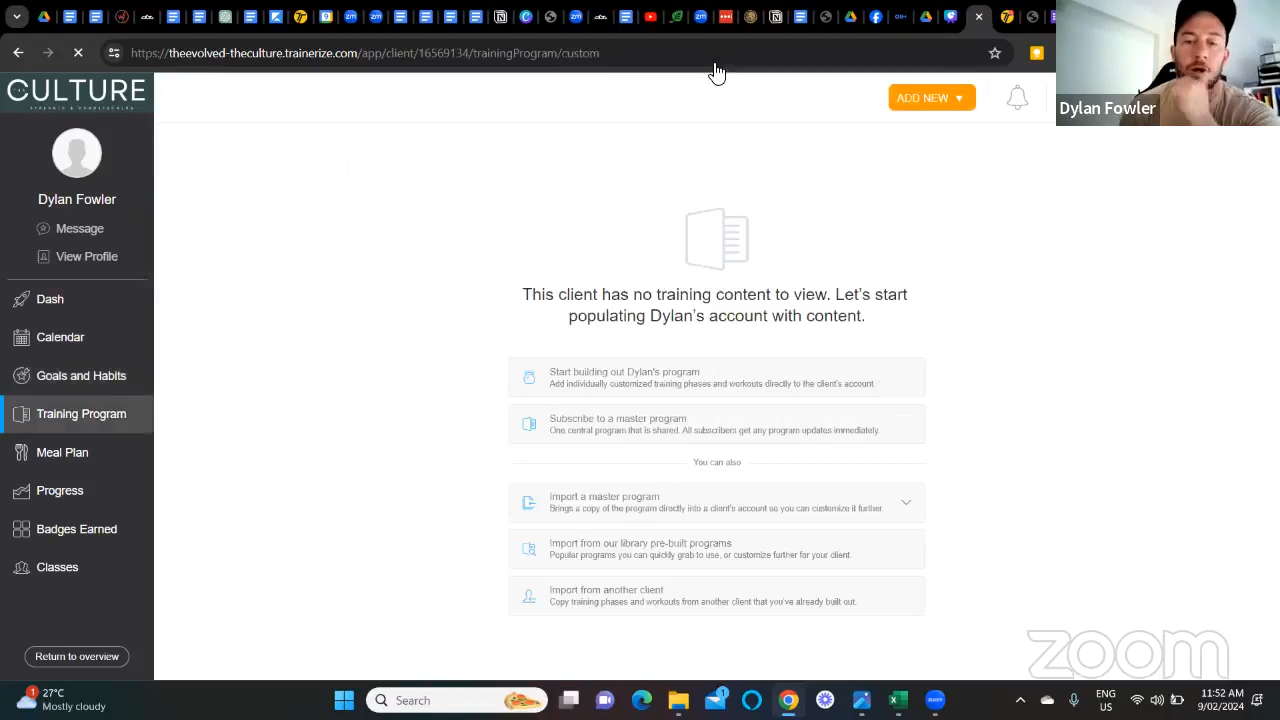 https://theevolved-theculture.trainerize.com/app/client/16569134/trainingProgram/custom
CULTURE
STRENGTH & CONDITIONING
ADD NEW
Dylan Fowler
Dylan Fowler
Message
View Profile
Dash
Calendar
Goals and Habits
Training Program
Meal Plan
Progress
Badges Earned
Classes
Return to overview
This client has no training content to view. Let's start
populating Dylan's account with content.
Start building out Dylan's program
Add individually customized training phases and workouts directly to the client's account.
Subscribe to a master program
One central program that is shared. All subscribers get any program updates immediately.
You can also
Import a master program
Brings a copy of the program directly into a client's account so you can customize it further.
Import from our library pre-built programs
Popular programs you can quickly grab to use, or customize further for your client.
Import from another client
Copy training phases and workouts from another client that you've already built out.
zoom
1
27°C
Mostly cloudy
Search
1
zoom
ENG
US
11:52 AM
9/02/2024